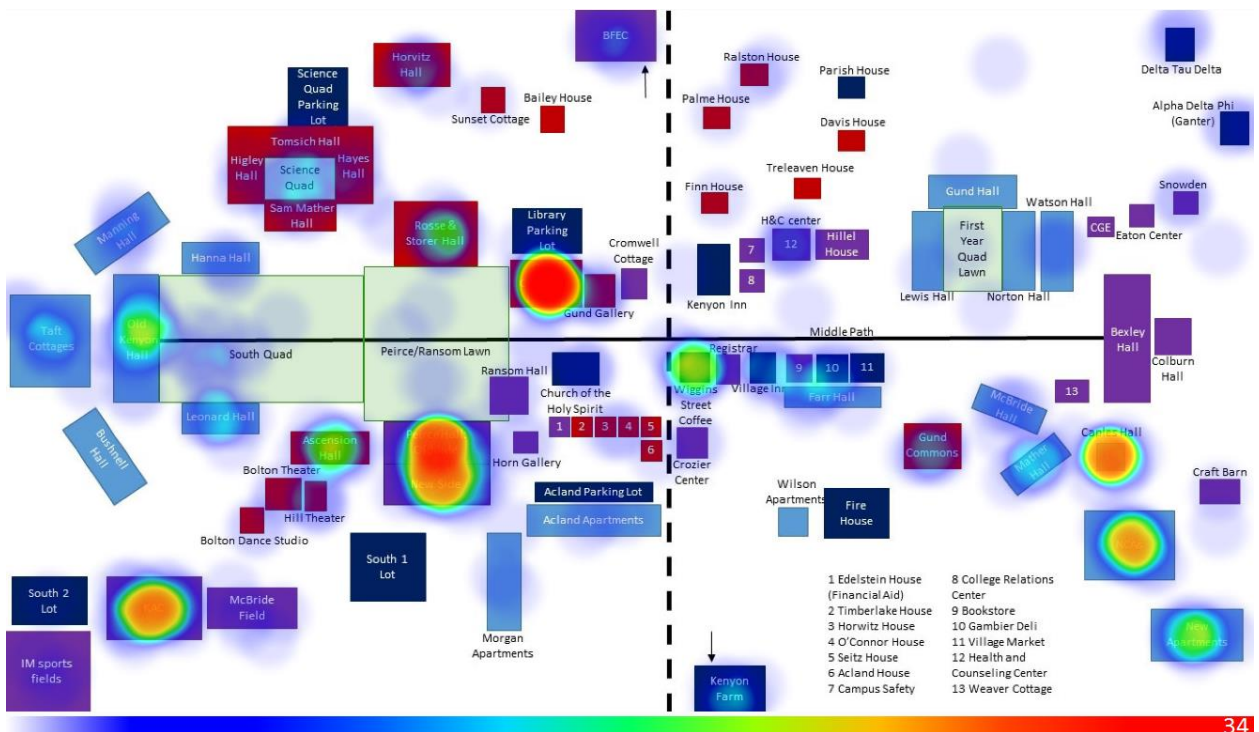 BFEC
Horvitz
Hall
Ralston House
Parish House
Delta Tau Delta
Science
Quad
Parking
Lot
Sunset Cottage
Bailey House
Palme House
Davis House
Alpha Delta Phi
(Ganter)
Tomsich Hall
Higley
Hall
Science
Quad
Hayes
Hall
Sam Mather
Hall
Treleaven House
Finn House
Gund Hall
Watson Hall
Snowden
Manning
Hall
Rosse &
Storer Hall
Library
Parking
Lot
Cromwell
Cottage
H&C center
7
12
Hillel
House
First
Year
Quad
Lawn
CGE
Eaton Center
Hanna Hall
8
Gund Gallery
Kenyon Inn
Lewis Hall
Norton Hall
Taft
Cottages
Old
Kenyon
Hall
South Quad
Peirce/Ransom Lawn
Middle Path
Bexley
Hall
Colburn
Hall
Ransom Hall
Church of the
Holy Spirit
Registrar
Wiggins
Street
Coffee
Village Inn
9
10
11
Farr Hall
13
Leonard Hall
1
2
3
4
5
6
Bushnell
Hall
Ascension
Hall
New Side
Horn Gallery
Crozier
Center
Gund
Commons
McBride
Hall
Mather
Hall
Caples Hall
Craft Barn
Bolton Theater
Hill Theater
Bolton Dance Studio
Acland Parking Lot
Acland Apartments
Wilson
Apartments
Fire
House
South 1
Lot
South 2
Lot
McBride
Field
Morgan
Apartments
IM sports
fields
Kenyon
Farm
New Apartments
1 Edelstein House
(Financial Aid)
2 Timberlake House
3 Horwitz House
4 O'Connor House
5 Seitz House
6 Acland House
7 Campus Safety
8 College Relations
Center
9 Bookstore
10 Gambier Deli
11 Village Market
12 Health and
Counseling Center
13 Weaver Cottage
34